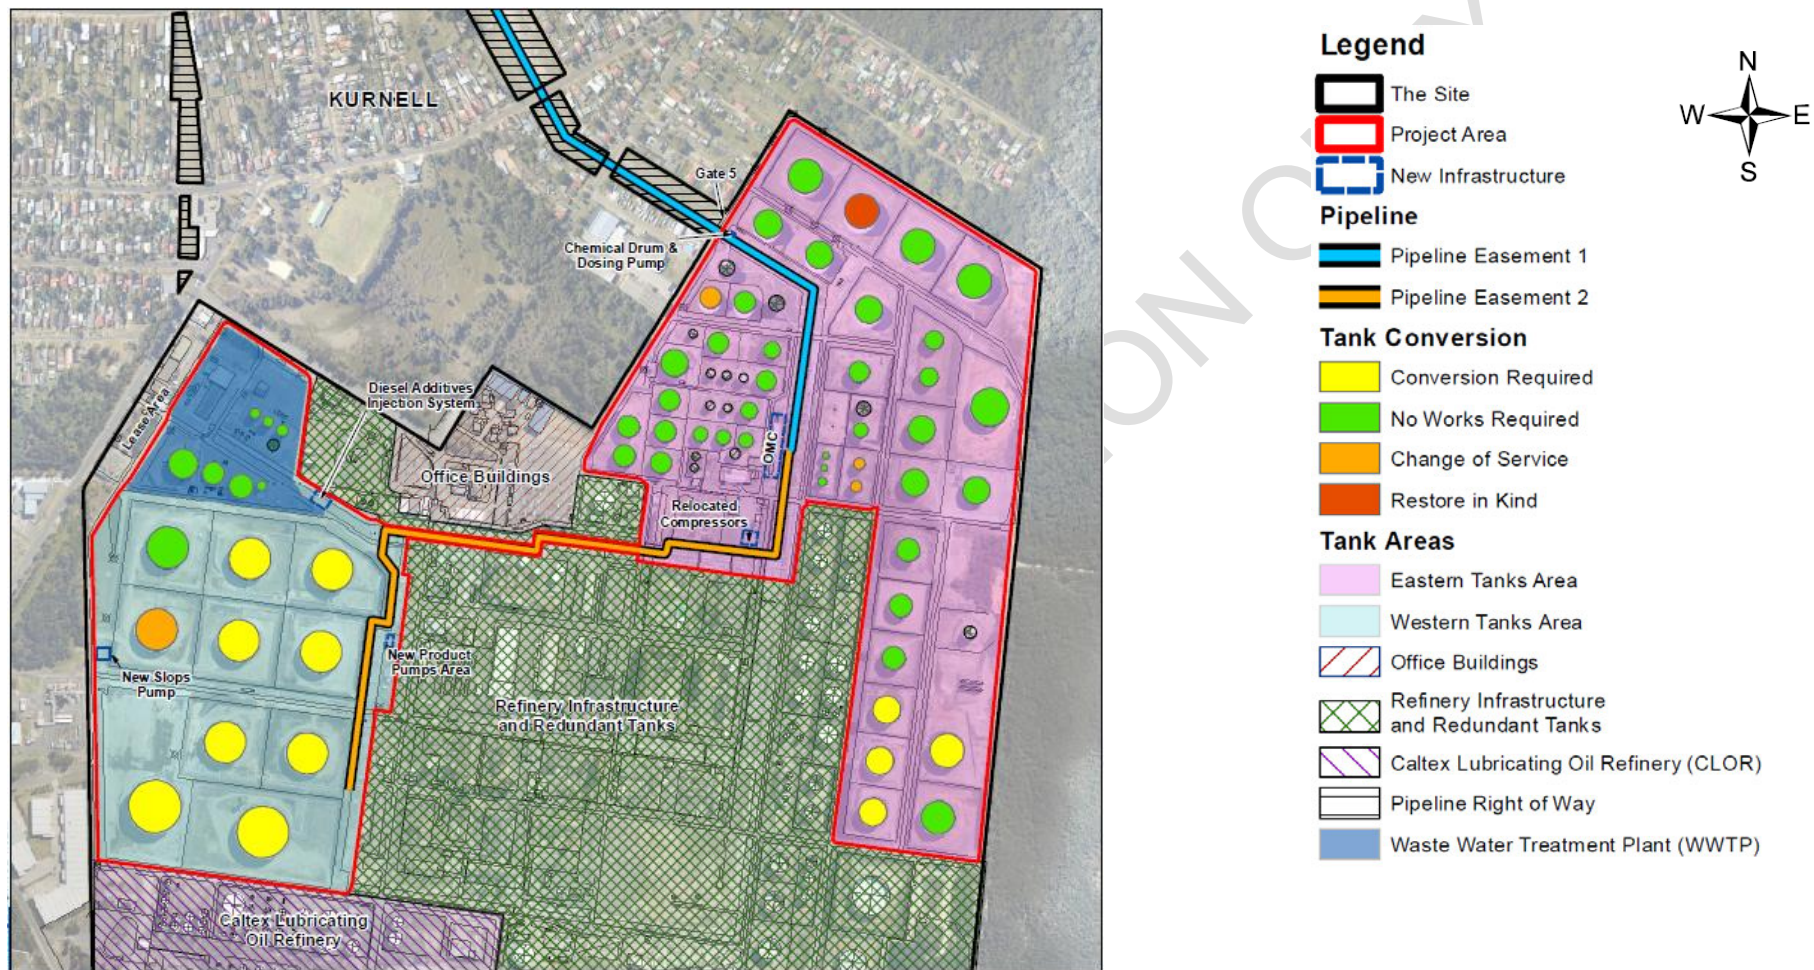 KURNELL
Gate 5
Chemical Drum &
Dosing Pump
Diesel Additives
Injection System
Lease Area
Office Buildings
OMC
Relocated
Compressors
New Product
Pumps Area
New Slops
Pump
Refinery Infrastructure
and Redundant Tanks
Caltex Lubricating
Oil Refinery
Legend
The Site
Project Area
New Infrastructure
Pipeline
Pipeline Easement 1
Pipeline Easement 2
Tank Conversion
Conversion Required
No Works Required
Change of Service
Restore in Kind
Tank Areas
Eastern Tanks Area
Western Tanks Area
Office Buildings
Refinery Infrastructure
and Redundant Tanks
Caltex Lubricating Oil Refinery (CLOR)
Pipeline Right of Way
Waste Water Treatment Plant (WWTP)
N
W E
S
ON